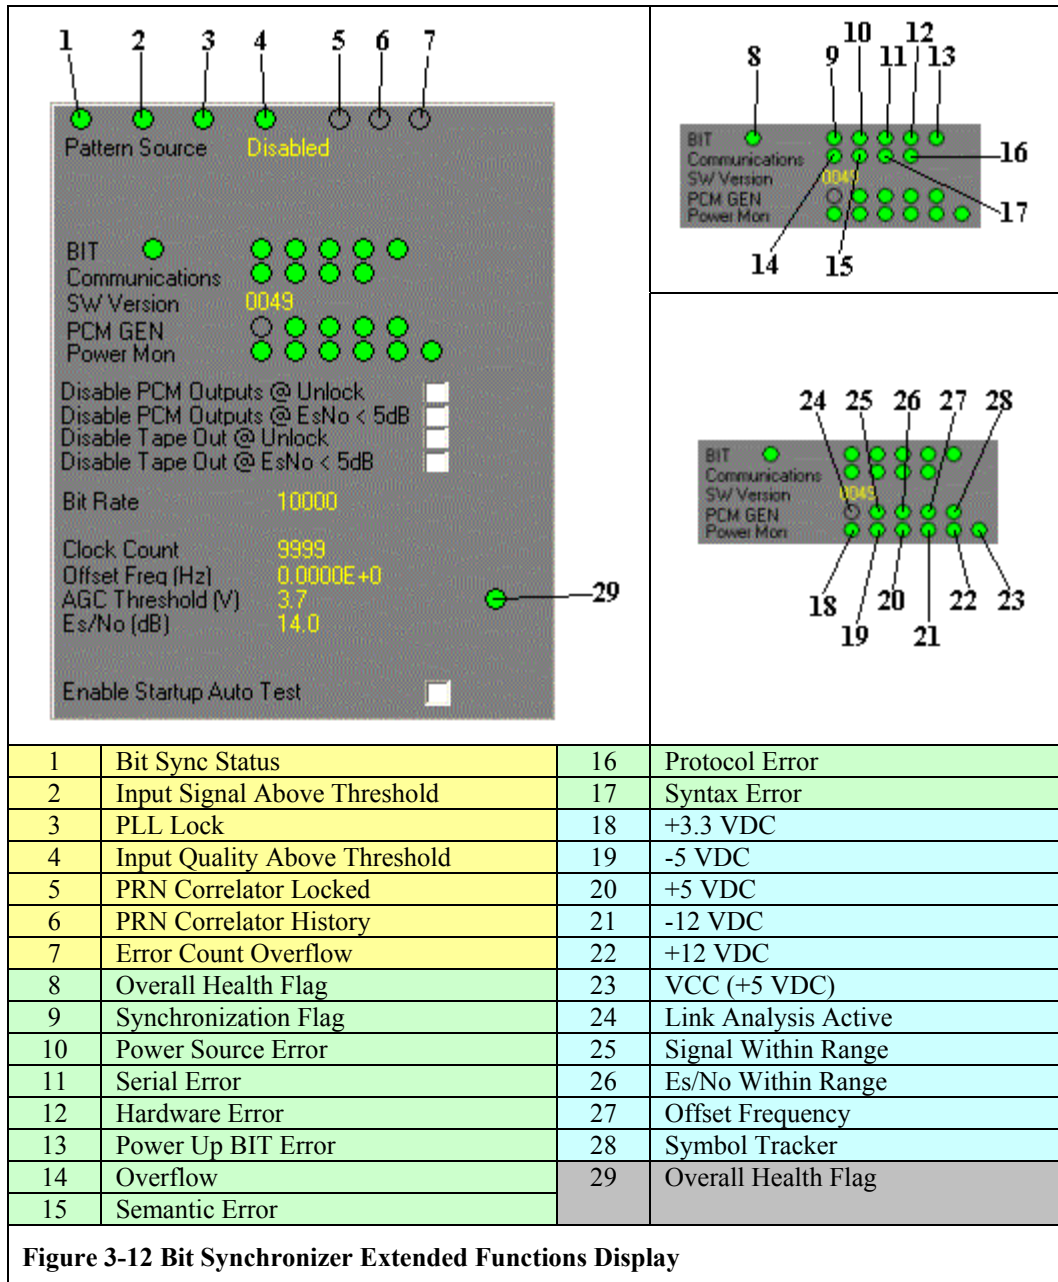 1 2 3 4 5 6 7
Pattern Source Disabled
BIT
Communications
SW Version 0049
PCM GEN
Power Mon
Disable PCM Outputs @ Unlock
Disable PCM Outputs @ EsNo < 5dB
Disable Tape Out @ Unlock
Disable Tape Out @ EsNo < 5dB
Bit Rate 10000
Clock Count 9999
Offset Freq (Hz) 0.0000E+0
AGC Threshold (V) 3.7
Es/No (dB) 14.0
29
Enable Startup Auto Test
8 9 10 11 12 13
BIT
Communications
SW Version 0049
PCM GEN
Power Mon
16
17
14 15
24 25 26 27 28
BIT
Communications
SW Version 0049
PCM GEN
Power Mon
18 19 20 21 22 23
1 Bit Sync Status 16 Protocol Error
2 Input Signal Above Threshold 17 Syntax Error
3 PLL Lock 18 +3.3 VDC
4 Input Quality Above Threshold 19 -5 VDC
5 PRN Correlator Locked 20 +5 VDC
6 PRN Correlator History 21 -12 VDC
7 Error Count Overflow 22 +12 VDC
8 Overall Health Flag 23 VCC (+5 VDC)
9 Synchronization Flag 24 Link Analysis Active
10 Power Source Error 25 Signal Within Range
11 Serial Error 26 Es/No Within Range
12 Hardware Error 27 Offset Frequency
13 Power Up BIT Error 28 Symbol Tracker
14 Overflow 29 Overall Health Flag
15 Semantic Error
Figure 3-12 Bit Synchronizer Extended Functions Display